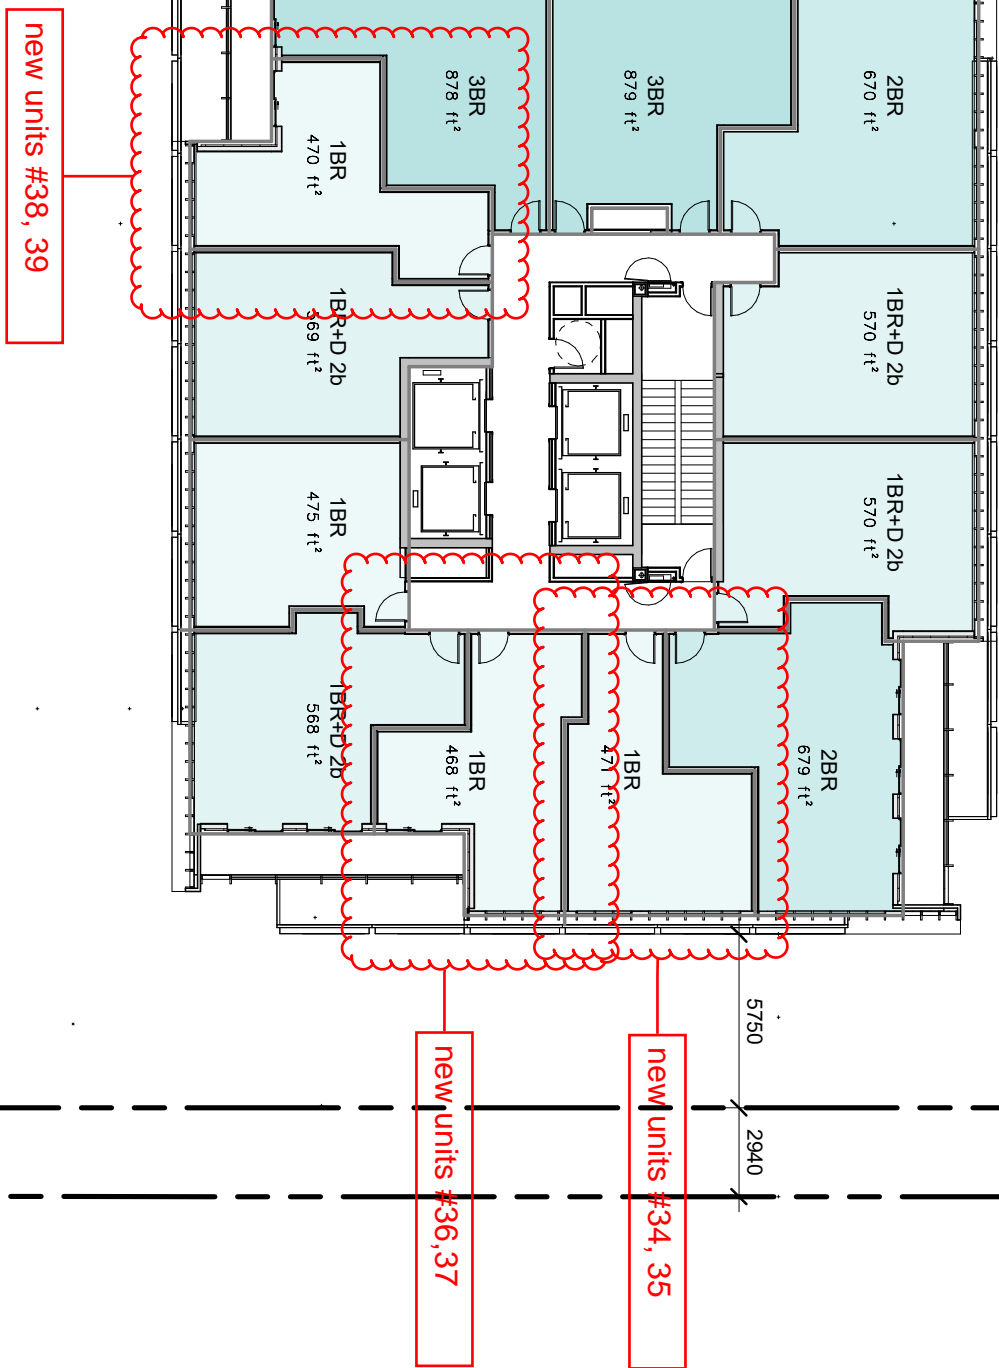 new units #38, 39
3BR
878 ft²
3BR
879 ft²
2BR
670 ft²
1BR
470 ft²
1BR+D 2b
569 ft²
1BR+D 2b
570 ft²
1BR
475 ft²
1BR+D 2b
570 ft²
1BR+D 2b
568 ft²
1BR
468 ft²
1BR
471 ft²
2BR
679 ft²
5750
2940
new units #36,37
new units #34, 35